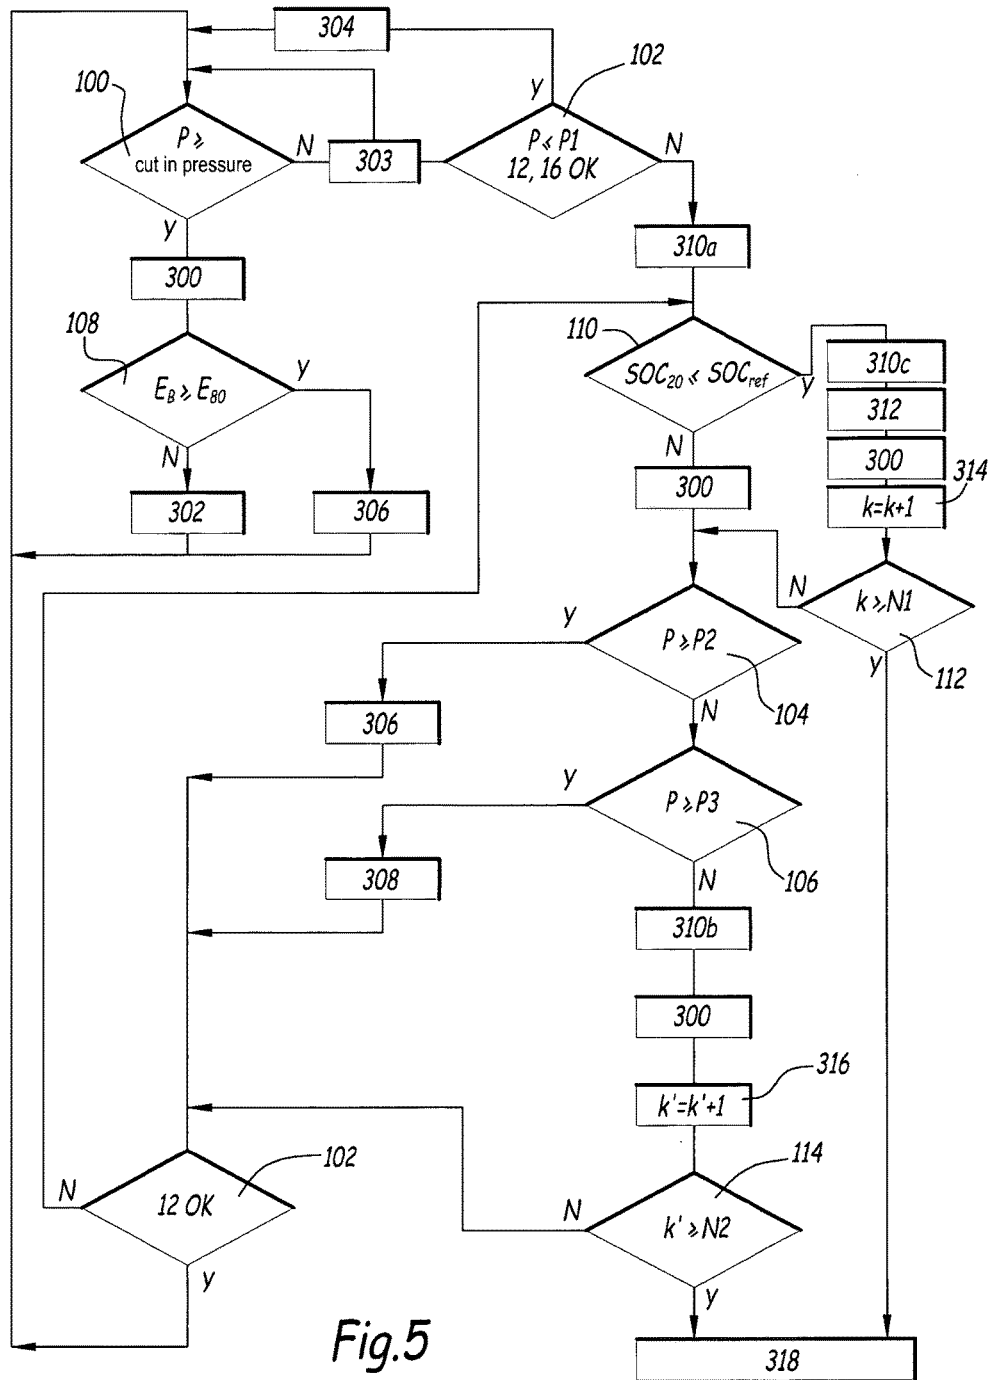 304
102
100
Y
P ⩾
cut in pressure
N
303
P ⩽ P1
12, 16 OK
N
Y
310a
300
108
110
Y
E_B ⩾ E_80
SOC_20 ⩽ SOC_ref
Y
310c
312
N
N
300
314
302
306
300
k=k+1
N
k ⩾ N1
Y
P ⩾ P2
Y
112
104
306
N
Y
P ⩾ P3
106
308
N
310b
300
316
k'=k'+1
102
114
N
12 OK
N
k' ⩾ N2
Y
Y
Fig.5
318